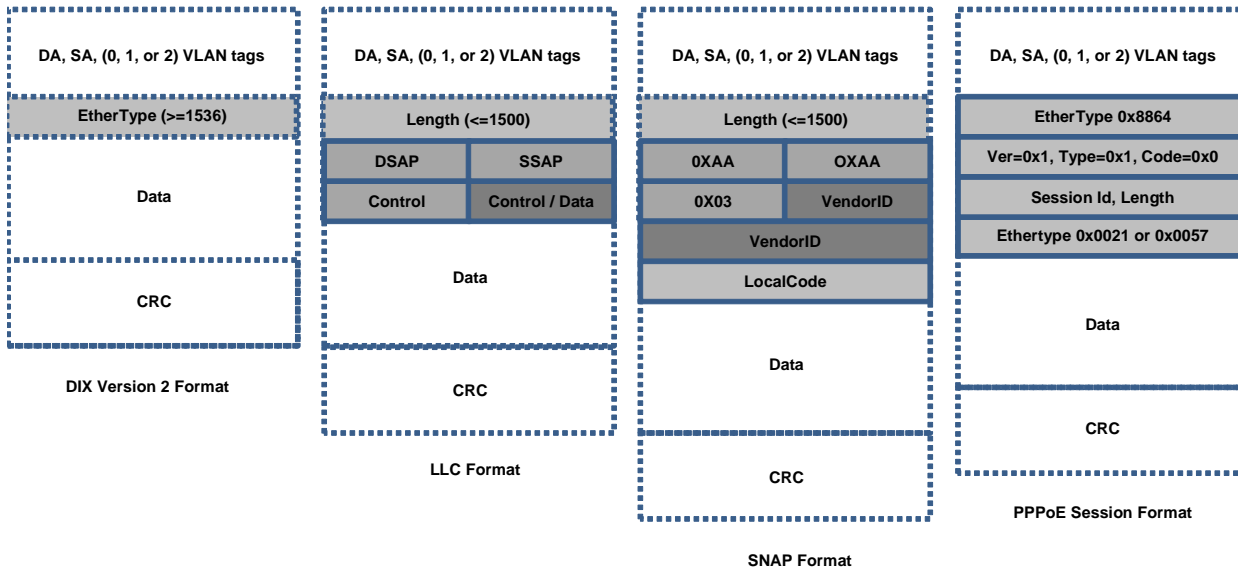 DA, SA, (0, 1, or 2) VLAN tags
EtherType (>=1536)
Data
CRC
DIX Version 2 Format
DA, SA, (0, 1, or 2) VLAN tags
Length (<=1500)
DSAP
SSAP
Control
Control / Data
Data
CRC
LLC Format
DA, SA, (0, 1, or 2) VLAN tags
Length (<=1500)
0XAA
OXAA
0X03
VendorID
VendorID
LocalCode
Data
CRC
SNAP Format
DA, SA, (0, 1, or 2) VLAN tags
EtherType 0x8864
Ver=0x1, Type=0x1, Code=0x0
Session Id, Length
Ethertype 0x0021 or 0x0057
Data
CRC
PPPoE Session Format